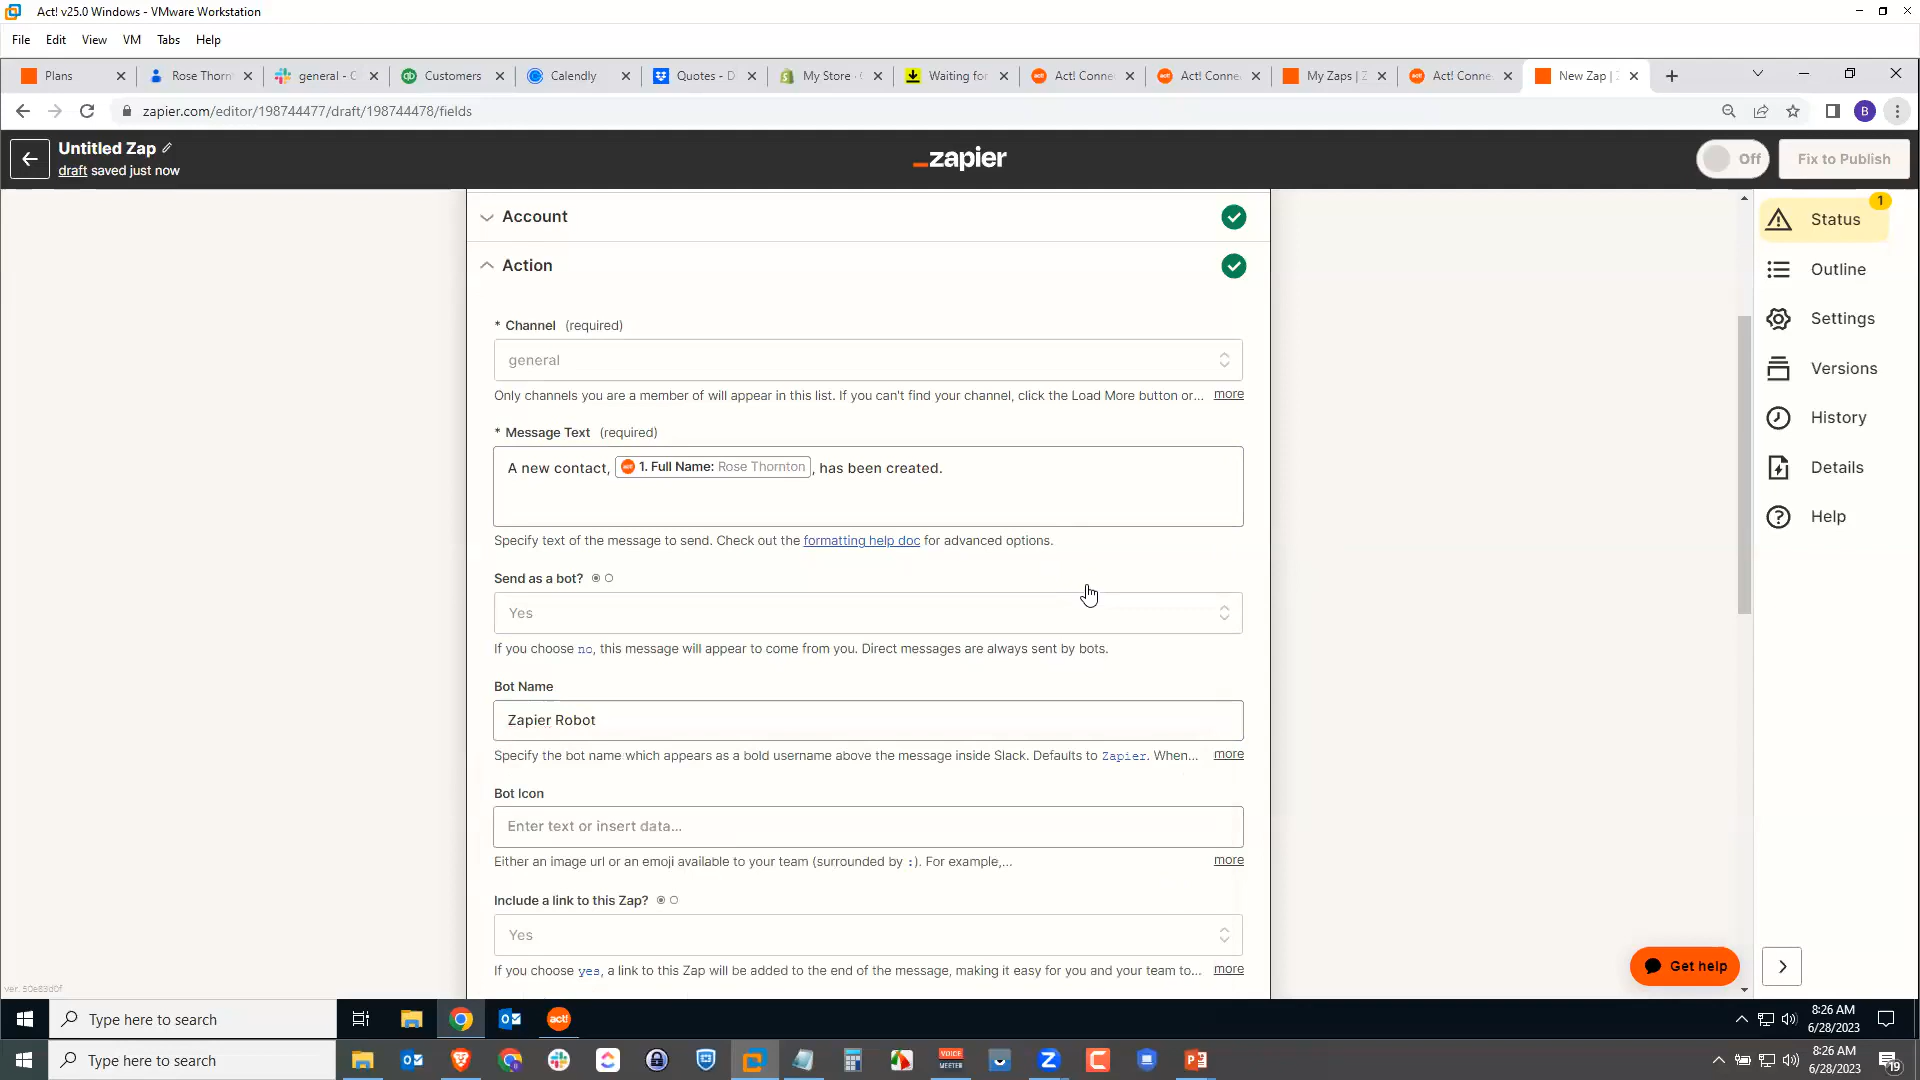 Act! v25.0 Windows - VMware Workstation
File Edit View VM Tabs Help
Plans
Rose Thorn
general - C
Customers
Calendly
Quotes - D
My Store ·
Waiting for
Act! Conne
Act! Conne
My Zaps | Z
Act! Conne
New Zap |
zapier.com/editor/198744477/draft/198744478/fields
B
Untitled Zap
draft saved just now
_zapier
Off
Fix to Publish
Account
Action
* Channel (required)
general
Only channels you are a member of will appear in this list. If you can't find your channel, click the Load More button or... more
* Message Text (required)
A new contact, act! 1. Full Name: Rose Thornton , has been created.
Specify text of the message to send. Check out the formatting help doc for advanced options.
Send as a bot?
Yes
If you choose no, this message will appear to come from you. Direct messages are always sent by bots.
Bot Name
Zapier Robot
Specify the bot name which appears as a bold username above the message inside Slack. Defaults to Zapier. When... more
Bot Icon
Enter text or insert data...
Either an image url or an emoji available to your team (surrounded by :). For example,... more
Include a link to this Zap?
Yes
If you choose yes, a link to this Zap will be added to the end of the message, making it easy for you and your team to... more
1
Status
Outline
Settings
Versions
History
Details
Help
Get help
ver. 50e83d0f
Type here to search
act!
8:26 AM
6/28/2023
Type here to search
VOICE
MEETER
8:26 AM
6/28/2023
19